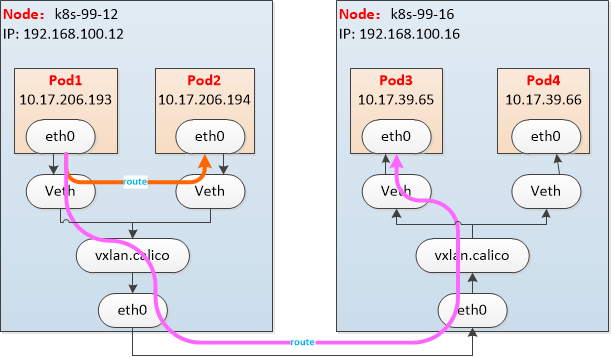 Node：k8s-99-12
IP: 192.168.100.12
Pod1
10.17.206.193
eth0
Pod2
10.17.206.194
eth0
Veth
route
Veth
vxlan.calico
eth0
Node：k8s-99-16
IP: 192.168.100.16
Pod3
10.17.39.65
eth0
Pod4
10.17.39.66
eth0
Veth
Veth
vxlan.calico
eth0
route